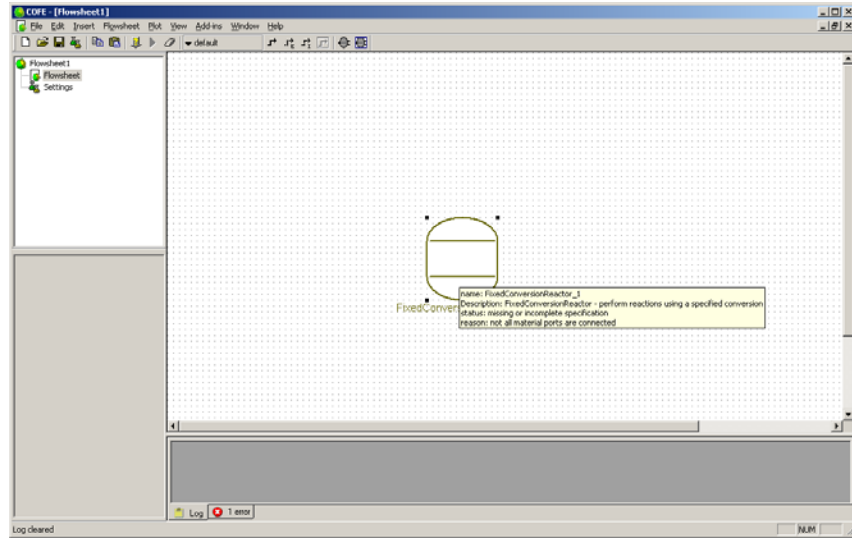 COFE - [Flowsheet1]
File Edit Insert Flowsheet Plot View Add-ins Window Help
default
Flowsheet1
Flowsheet
Settings
name: FixedConversionReactor_1
Description: FixedConversionReactor - perform reactions using a specified conversion
FixedConver
status: missing or incomplete specification
reason: not all material ports are connected
Log 1 error
Log cleared NUM